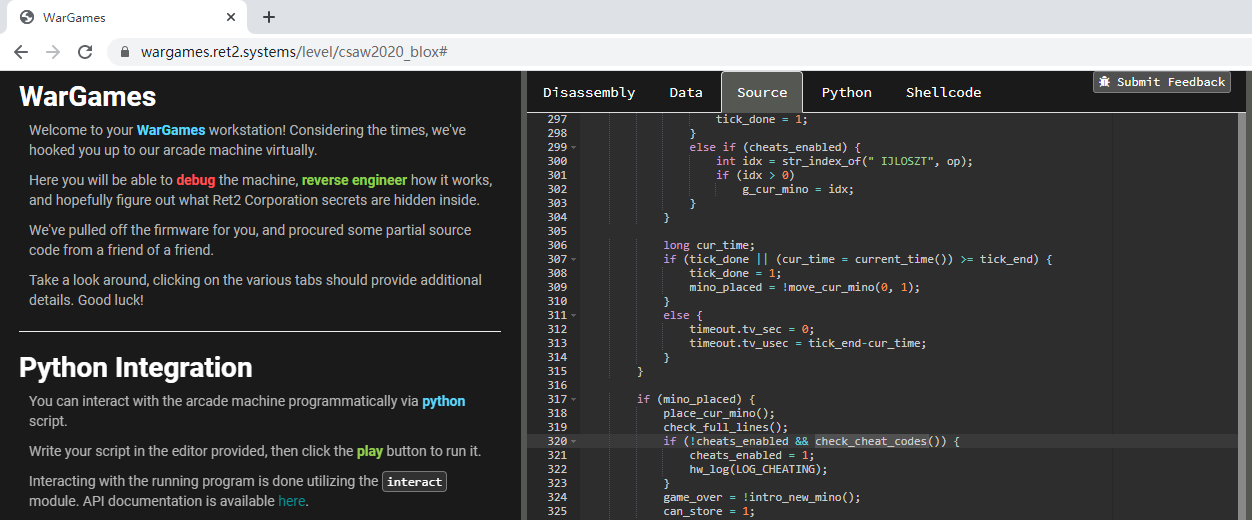 WarGames
wargames.ret2.systems/level/csaw2020_blox#
WarGames
Welcome to your WarGames workstation! Considering the times, we've
hooked you up to our arcade machine virtually.
Here you will be able to debug the machine, reverse engineer how it works,
and hopefully figure out what Ret2 Corporation secrets are hidden inside.
We've pulled off the firmware for you, and procured some partial source
code from a friend of a friend.
Take a look around, clicking on the various tabs should provide additional
details. Good luck!
Python Integration
You can interact with the arcade machine programmatically via python
script.
Write your script in the editor provided, then click the play button to run it.
Interacting with the running program is done utilizing the interact
module. API documentation is available here.
Disassembly Data Source Python Shellcode
Submit Feedback
297 tick_done = 1;
298 }
299 else if (cheats_enabled) {
300 int idx = str_index_of(" IJLOSZT", op);
301 if (idx > 0)
302 g_cur_mino = idx;
303 }
304 }
305
306 long cur_time;
307 if (tick_done || (cur_time = current_time()) >= tick_end) {
308 tick_done = 1;
309 mino_placed = !move_cur_mino(0, 1);
310 }
311 else {
312 timeout.tv_sec = 0;
313 timeout.tv_usec = tick_end-cur_time;
314 }
315 }
316
317 if (mino_placed) {
318 place_cur_mino();
319 check_full_lines();
320 if (!cheats_enabled && check_cheat_codes()) {
321 cheats_enabled = 1;
322 hw_log(LOG_CHEATING);
323 }
324 game_over = !intro_new_mino();
325 can_store = 1;